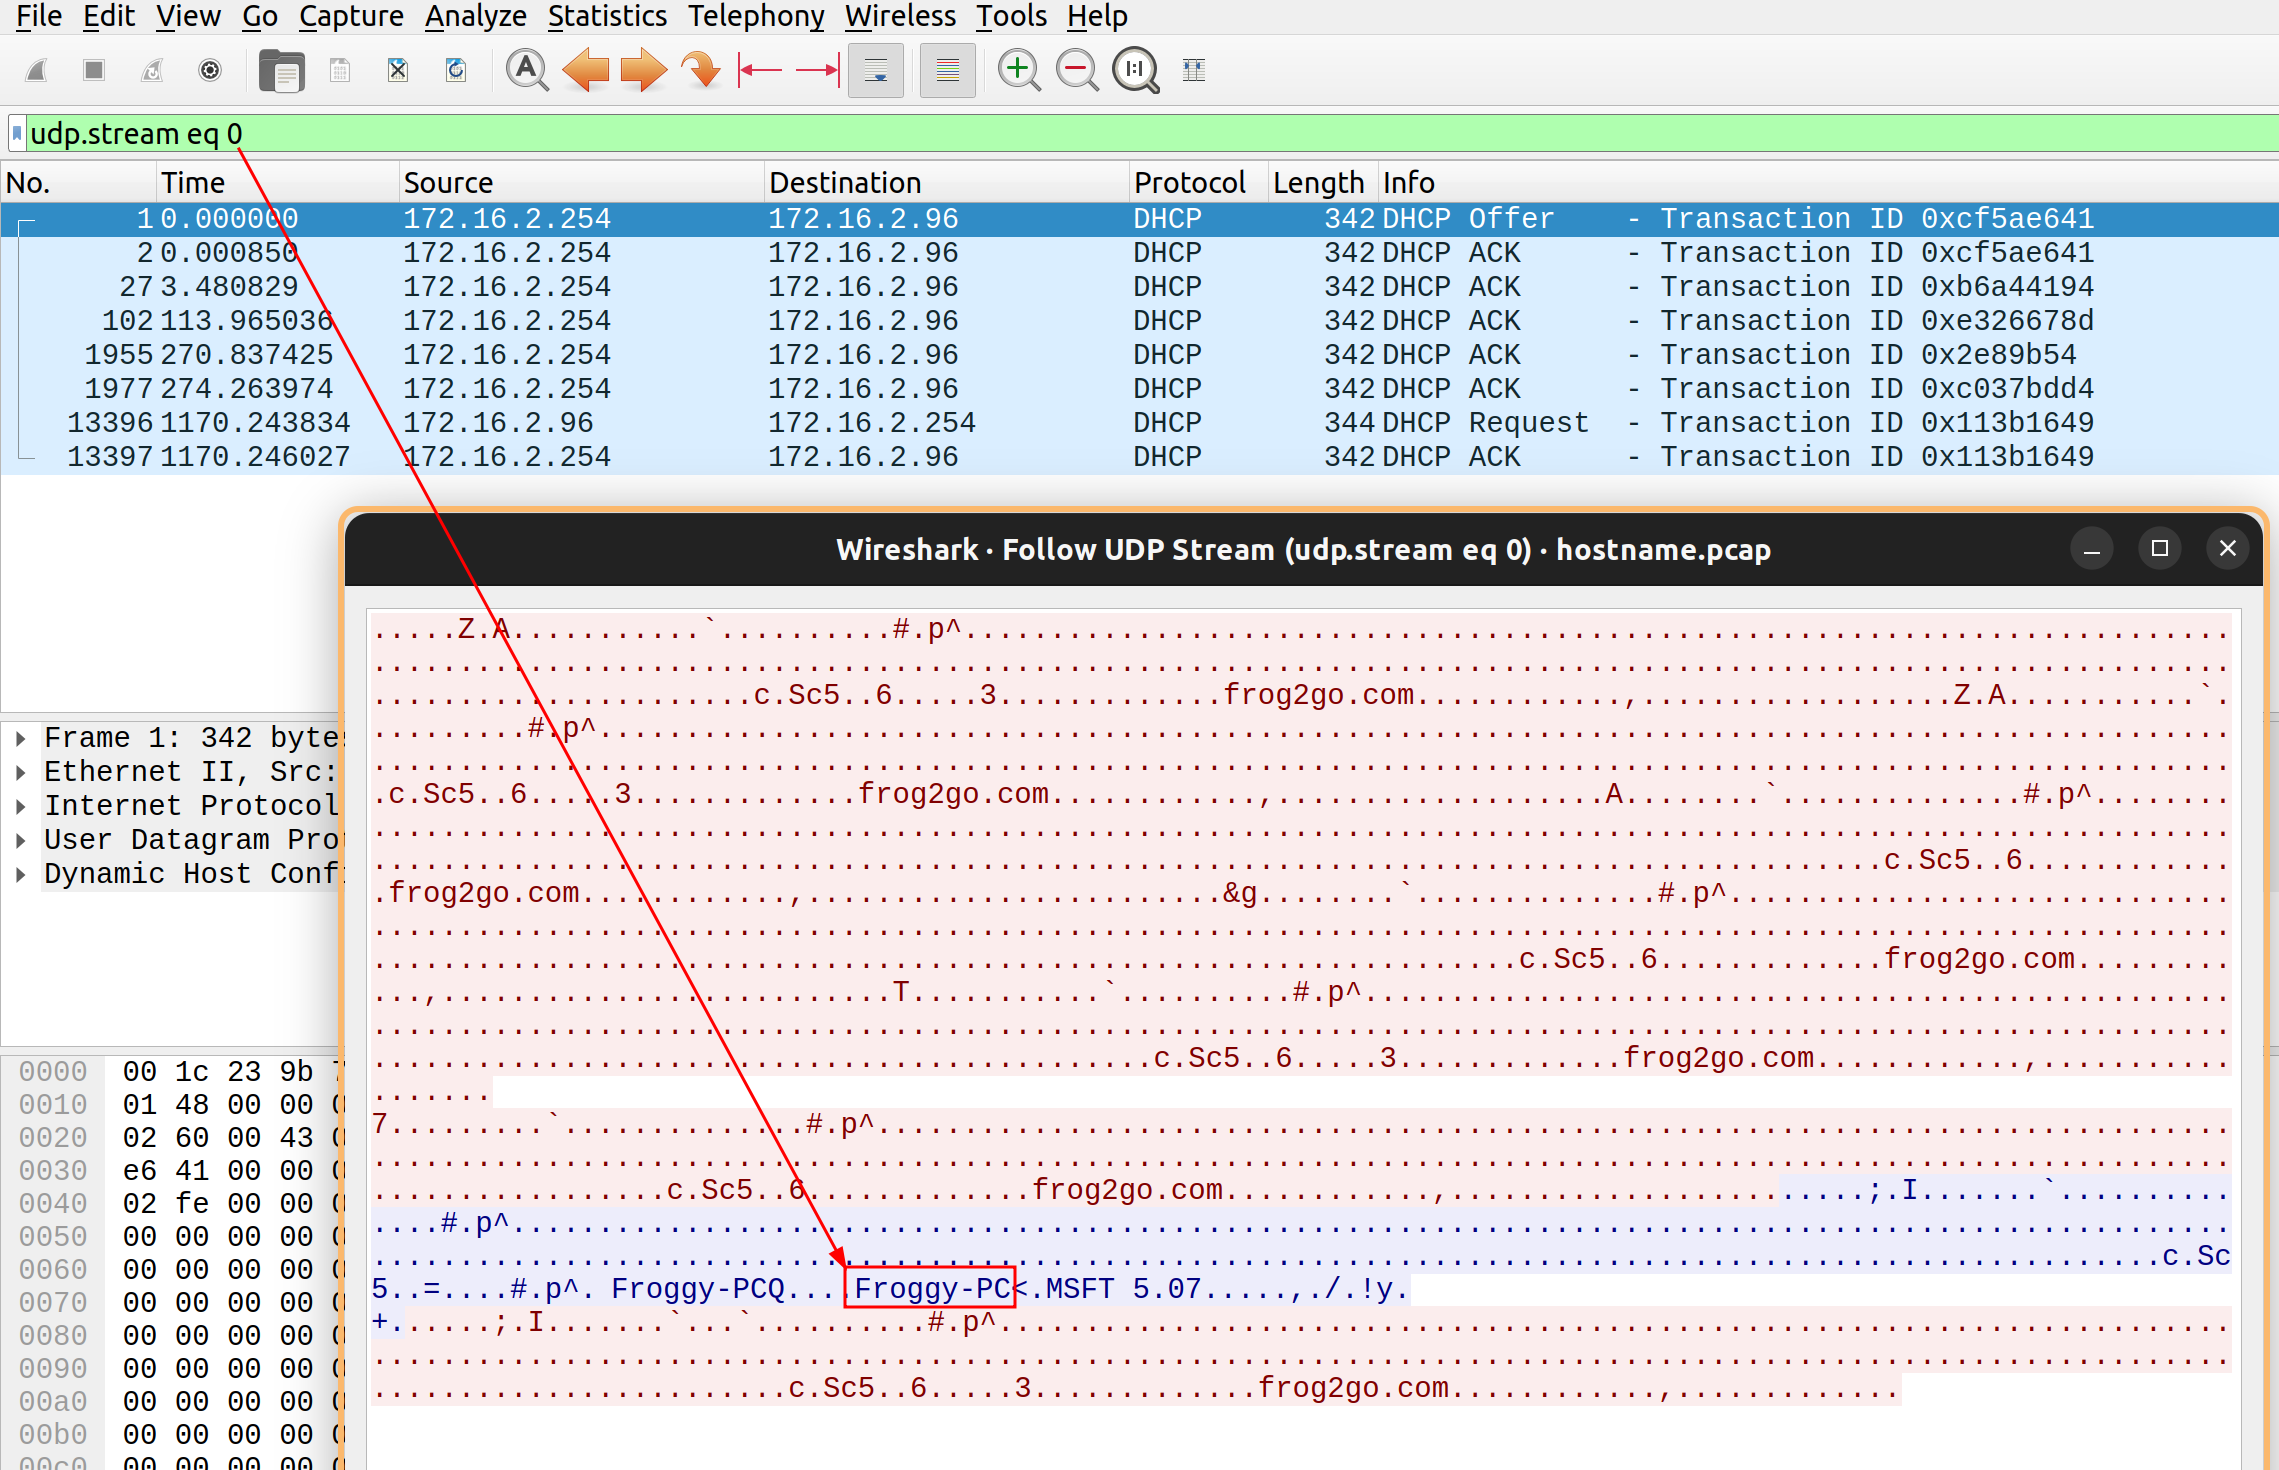 File Edit View Go Capture Analyze Statistics Telephony Wireless Tools Help
udp.stream eq 0
No. Time Source Destination Protocol Length Info
1 0.000000 172.16.2.254 172.16.2.96 DHCP 342 DHCP Offer - Transaction ID 0xcf5ae641
2 0.000850 172.16.2.254 172.16.2.96 DHCP 342 DHCP ACK - Transaction ID 0xcf5ae641
27 3.480829 172.16.2.254 172.16.2.96 DHCP 342 DHCP ACK - Transaction ID 0xb6a44194
102 113.965036 172.16.2.254 172.16.2.96 DHCP 342 DHCP ACK - Transaction ID 0xe326678d
1955 270.837425 172.16.2.254 172.16.2.96 DHCP 342 DHCP ACK - Transaction ID 0x2e89b54
1977 274.263974 172.16.2.254 172.16.2.96 DHCP 342 DHCP ACK - Transaction ID 0xc037bdd4
13396 1170.243834 172.16.2.96 172.16.2.254 DHCP 344 DHCP Request - Transaction ID 0x113b1649
13397 1170.246027 172.16.2.254 172.16.2.96 DHCP 342 DHCP ACK - Transaction ID 0x113b1649
Wireshark · Follow UDP Stream (udp.stream eq 0) · hostname.pcap
.....Z.A...........`..........#.p^
c.Sc5..6.....3.............frog2go.com............,...................Z.A...........`.
.........#.p^
.c.Sc5..6.....3.............frog2go.com............,...................A........`..............#.p^........
c.Sc5..6............
.frog2go.com............,........................&g........`..............#.p^
c.Sc5..6.............frog2go.com.........
...,..........................T...........`..........#.p^
c.Sc5..6.....3.............frog2go.com............,...........
.......
7.........`..............#.p^
c.Sc5..6.............frog2go.com............,........................;.I.......`..........
....#.p^
c.Sc
5..=....#.p^. Froggy-PCQ....Froggy-PC<.MSFT 5.07.....,./.!y.
+......;.I.......`...`..........#.p^
c.Sc5..6.....3.............frog2go.com............,.............
Frame 1: 342 byte
Ethernet II, Src:
Internet Protocol
User Datagram Pro
Dynamic Host Conf
0000 00 1c 23 9b
0010 01 48 00 00
0020 02 60 00 43
0030 e6 41 00 00
0040 02 fe 00 00
0050 00 00 00 00
0060 00 00 00 00
0070 00 00 00 00
0080 00 00 00 00
0090 00 00 00 00
00a0 00 00 00 00
00b0 00 00 00 00
00c0 00 00 00 00